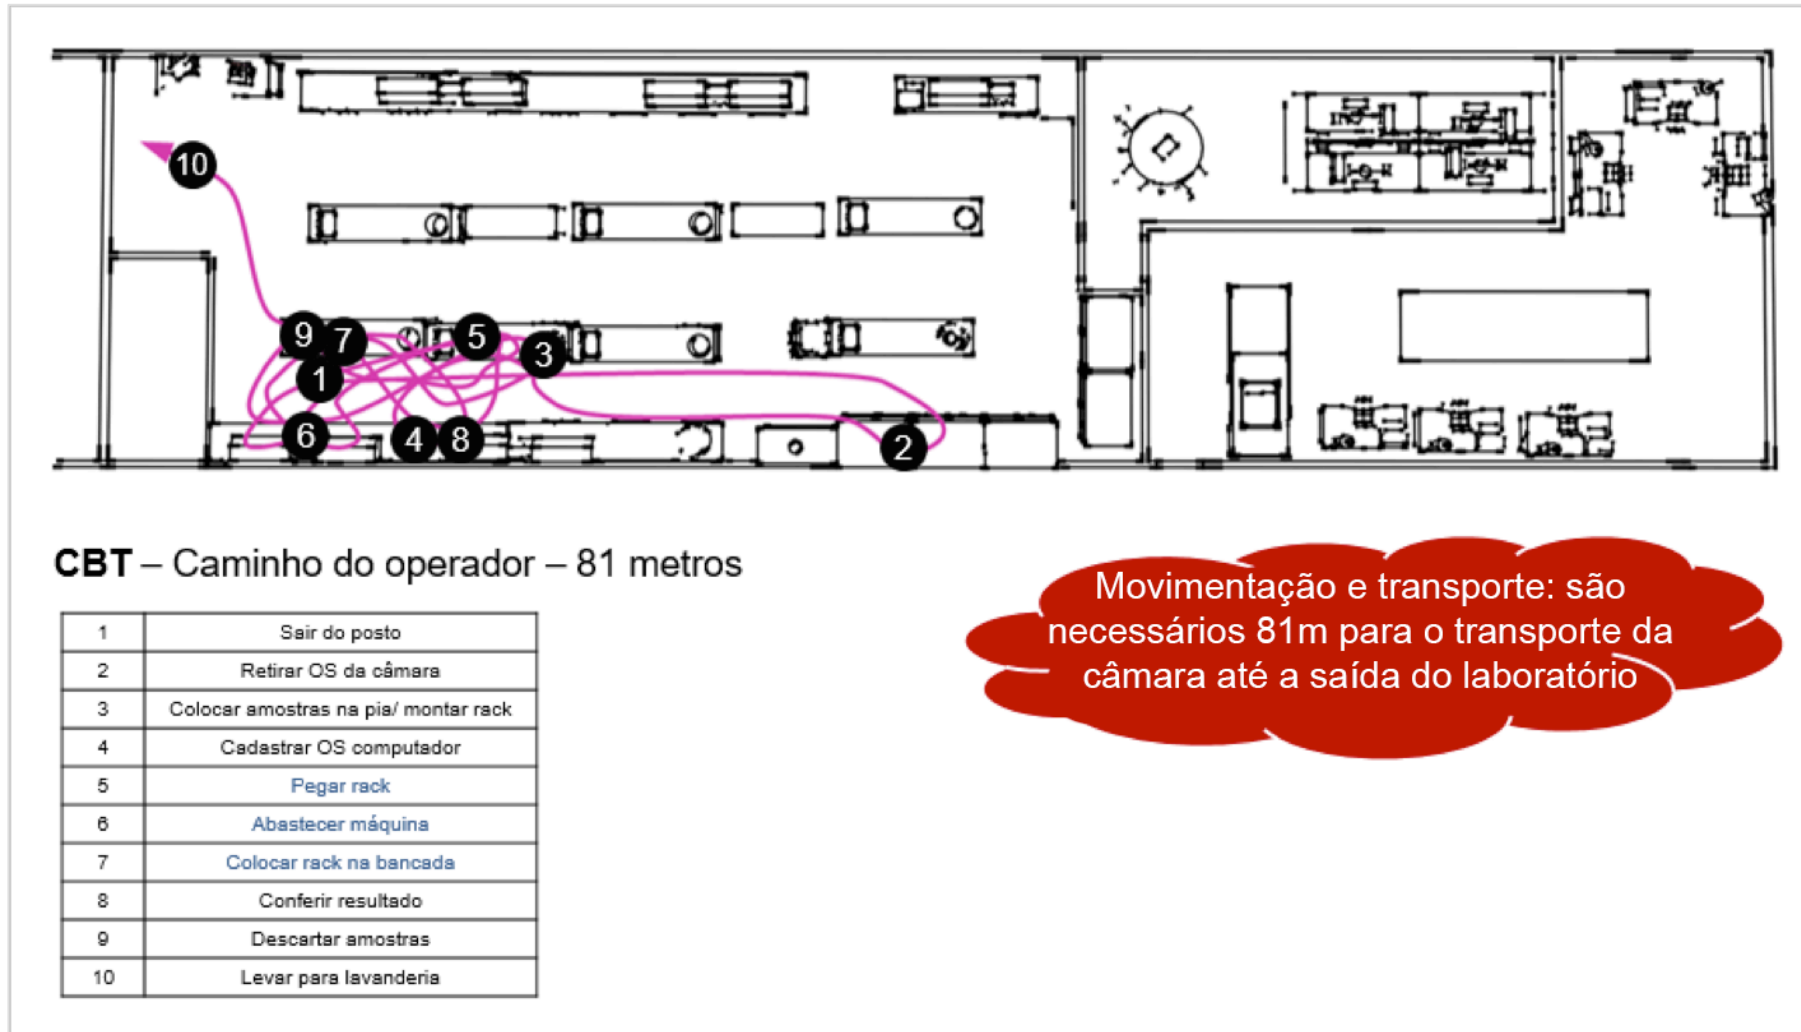 10
9
7
5
3
1
6
4
8
2
CBT – Caminho do operador – 81 metros
1 Sair do posto
2 Retirar OS da câmara
3 Colocar amostras na pia/ montar rack
4 Cadastrar OS computador
5 Pegar rack
6 Abastecer máquina
7 Colocar rack na bancada
8 Conferir resultado
9 Descartar amostras
10 Levar para lavanderia
Movimentação e transporte: são
necessários 81m para o transporte da
câmara até a saída do laboratório